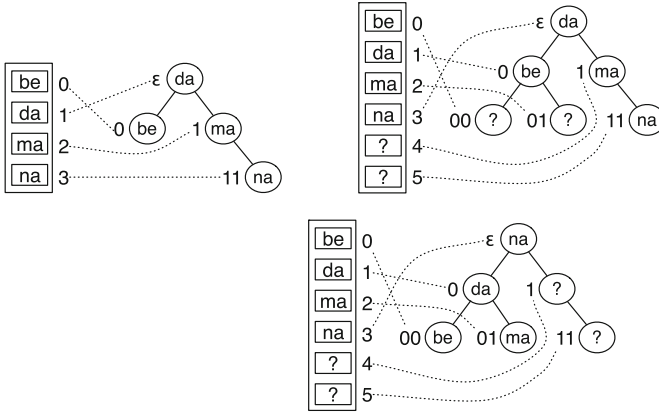 be 0
da 1
ma 2
na 3
ε da
0 be
1 ma
11 na
be 0
da 1
ma 2
na 3
? 4
? 5
ε da
0 be
1 ma
00 ?
01 ?
11 na
be 0
da 1
ma 2
na 3
? 4
? 5
ε na
0 da
1 ?
00 be
01 ma
11 ?